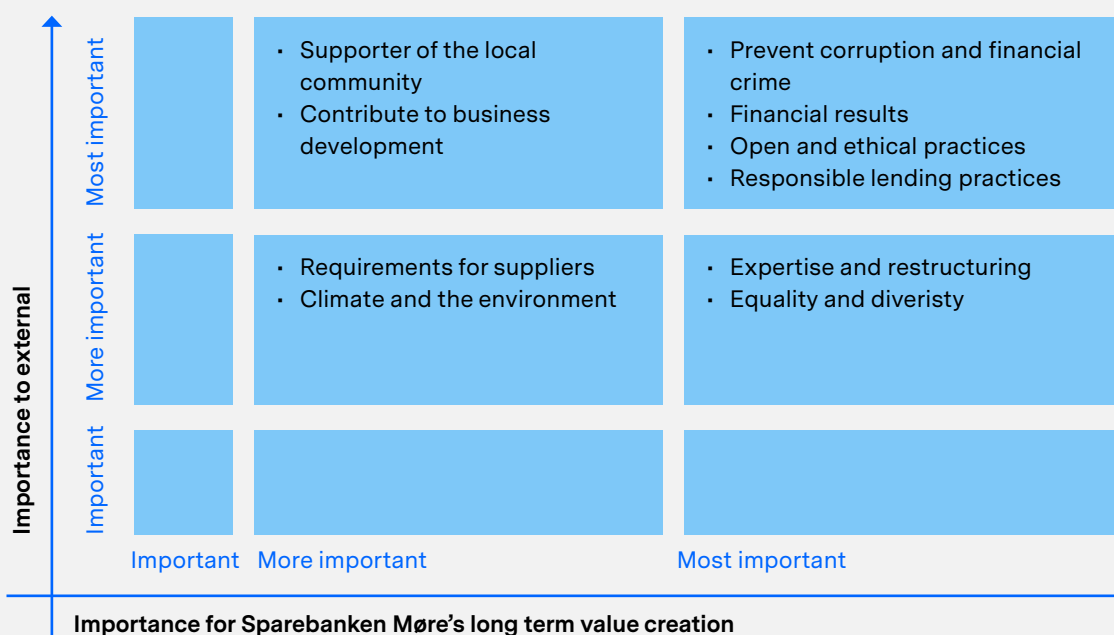 Importance to external
Most important
More important
Important
· Supporter of the local
community
· Contribute to business
development
· Prevent corruption and financial
crime
· Financial results
· Open and ethical practices
· Responsible lending practices
· Requirements for suppliers
· Climate and the environment
· Expertise and restructuring
· Equality and diveristy
Important
More important
Most important
Importance for Sparebanken Møre's long term value creation